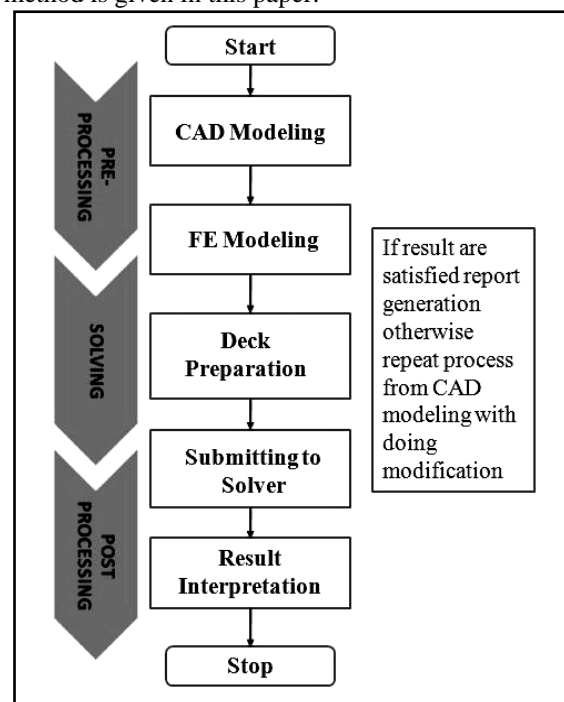 method is given in this paper.
Start
PRE-
PROCESSING
CAD Modeling
FE Modeling
If result are
satisfied report
generation
otherwise
repeat process
from CAD
modeling with
doing
modification
SOLVING
Deck
Preparation
Submitting to
Solver
POST
PROCESSING
Result
Interpretation
Stop